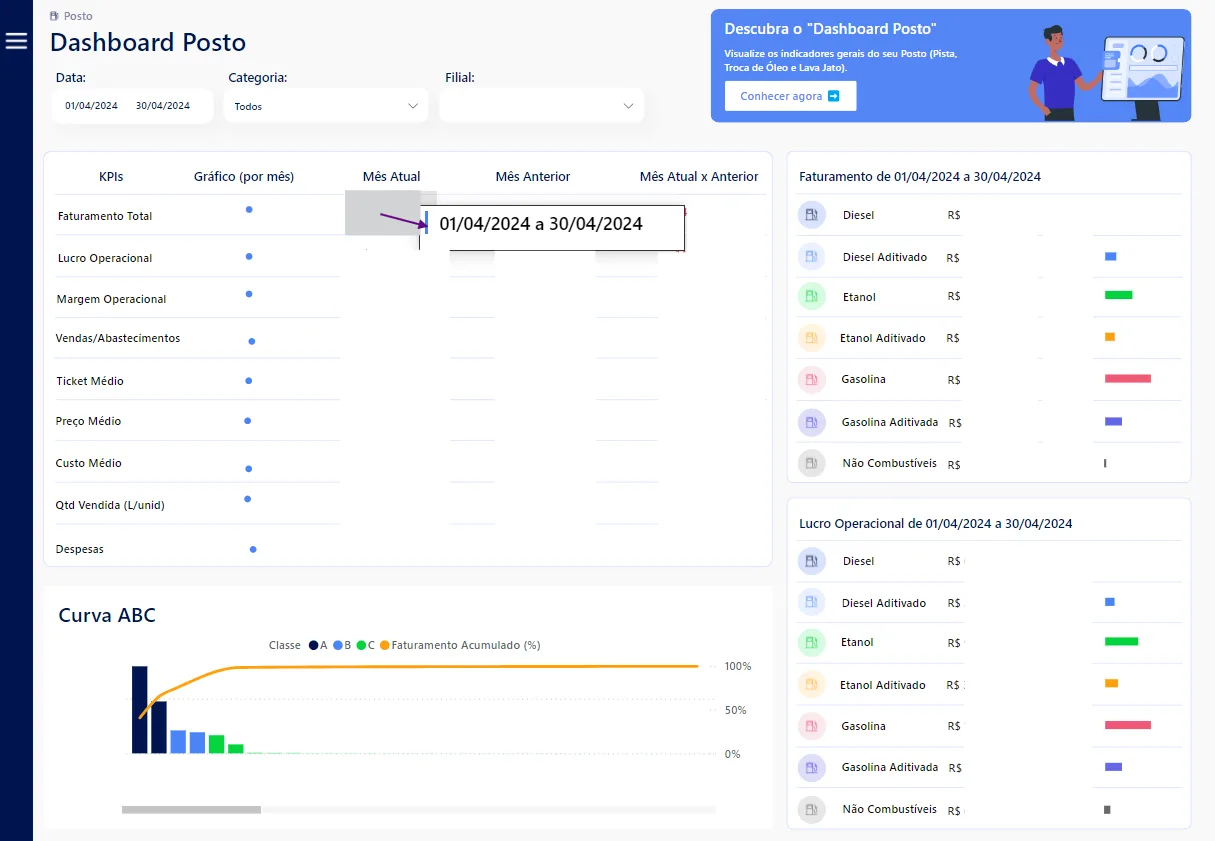 Posto
Dashboard Posto
Data:
Categoria:
Filial:
01/04/2024 30/04/2024
Todos
Descubra o "Dashboard Posto"
Visualize os indicadores gerais do seu Posto (Pista,
Troca de Óleo e Lava Jato).
Conhecer agora
KPIs Gráfico (por mês) Mês Atual Mês Anterior Mês Atual x Anterior
Faturamento Total
01/04/2024 a 30/04/2024
Lucro Operacional
Margem Operacional
Vendas/Abastecimentos
Ticket Médio
Preço Médio
Custo Médio
Qtd Vendida (L/unid)
Despesas
Faturamento de 01/04/2024 a 30/04/2024
Diesel R$
Diesel Aditivado R$
Etanol R$
Etanol Aditivado R$
Gasolina R$
Gasolina Aditivada R$
Não Combustíveis R$
Lucro Operacional de 01/04/2024 a 30/04/2024
Diesel R$
Diesel Aditivado R$
Etanol R$
Etanol Aditivado R$
Gasolina R$
Gasolina Aditivada R$
Não Combustíveis R$
Curva ABC
Classe A B C Faturamento Acumulado (%)
100%
50%
0%